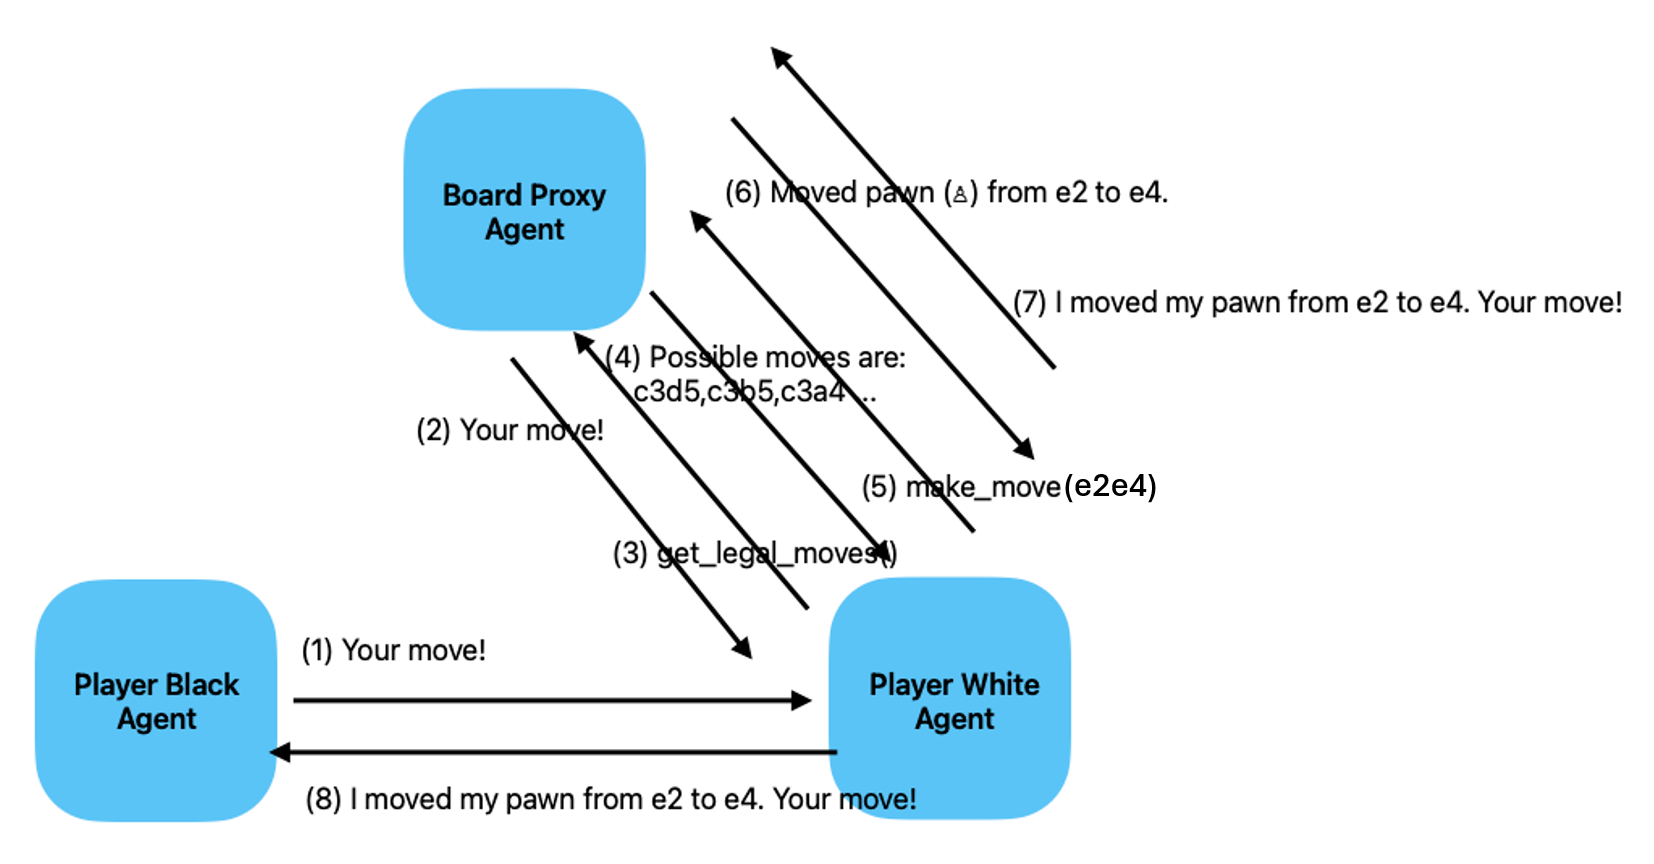 Board Proxy
Agent
(6) Moved pawn (♙) from e2 to e4.
(7) I moved my pawn from e2 to e4. Your move!
(4) Possible moves are:
c3d5,c3b5,c3a4 ..
(2) Your move!
(5) make_move(e2e4)
(3) get_legal_moves()
(1) Your move!
Player Black
Agent
Player White
Agent
(8) I moved my pawn from e2 to e4. Your move!